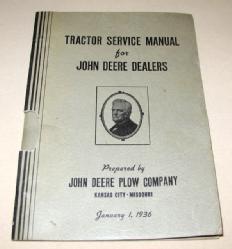 TRACTOR SERVICE MANUAL
for
JOHN DEERE DEALERS
Prepared by
JOHN DEERE PLOW COMPANY
KANSAS CITY - MISSOURI
January 1, 1936